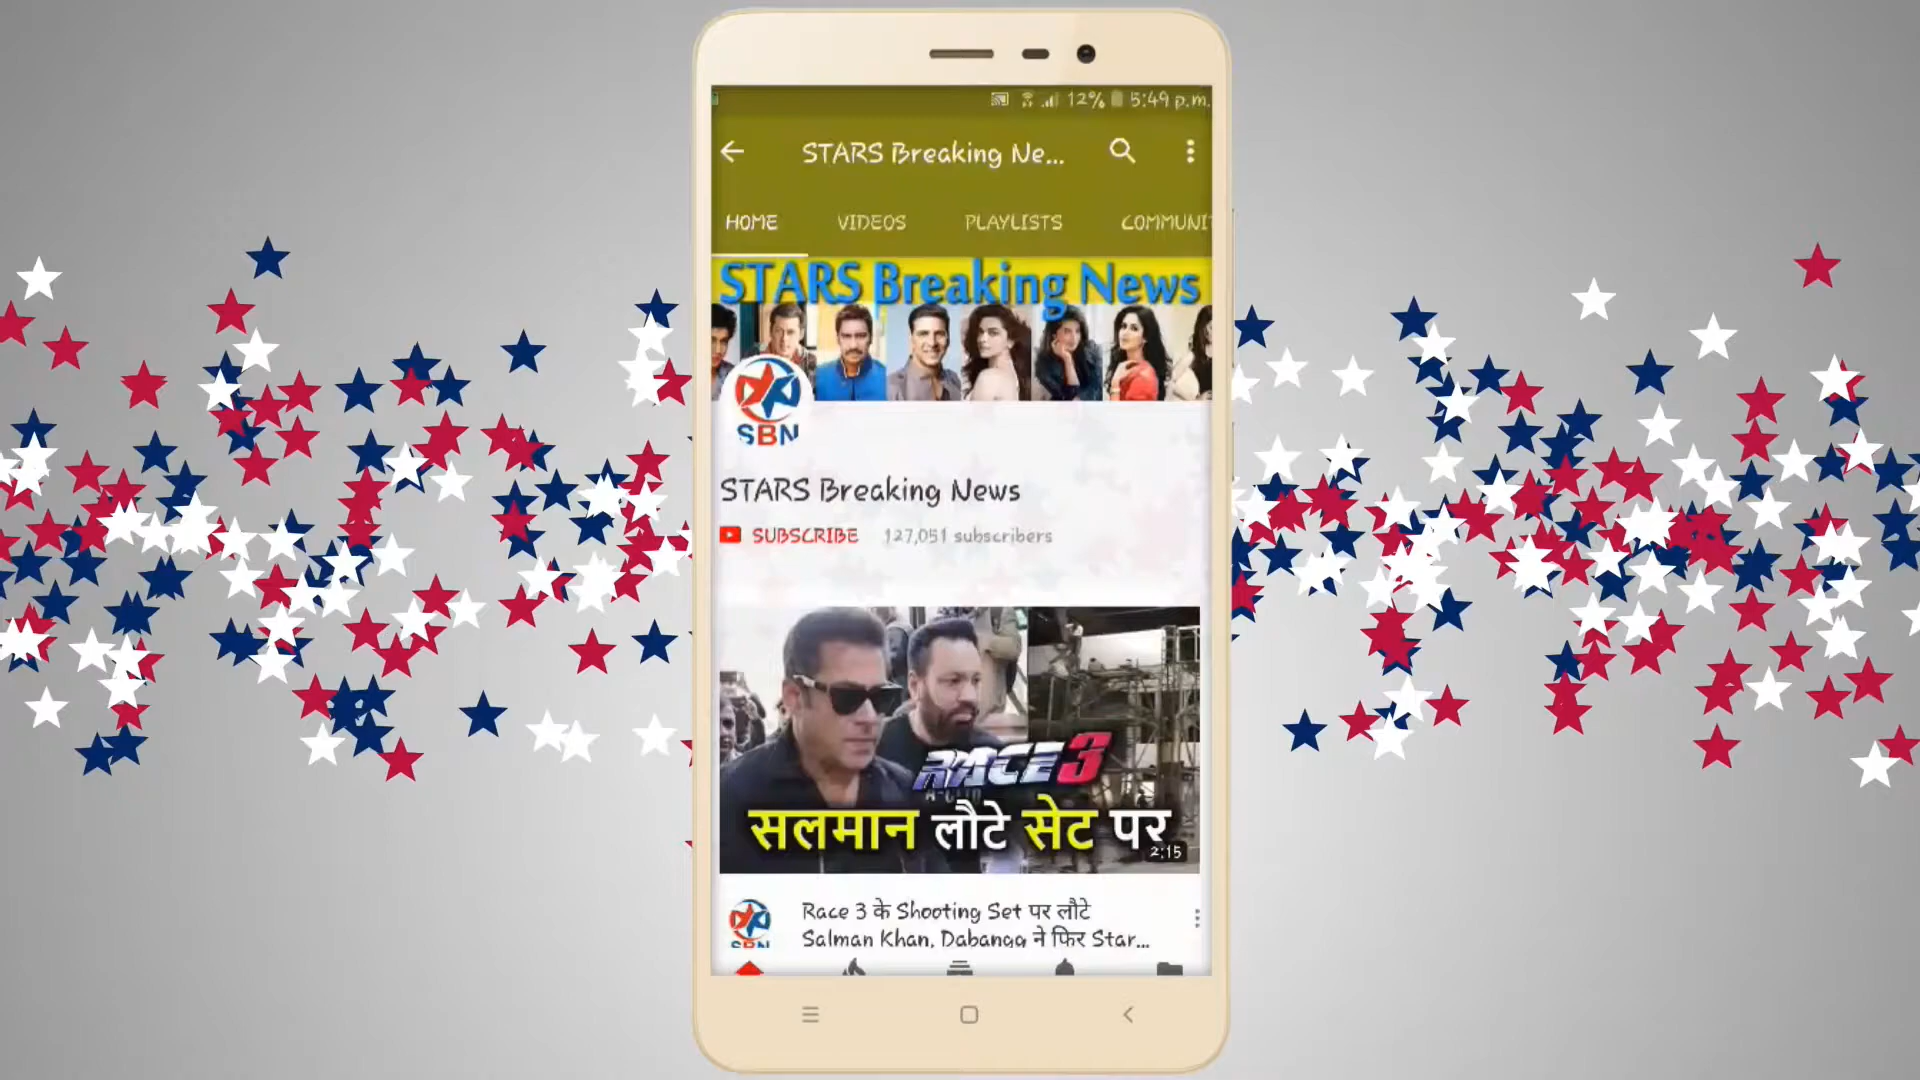 12% 5:49 p.m.
STARS Breaking Ne...
HOME VIDEOS PLAYLISTS COMMUNI
STARS Breaking News
SBN
STARS Breaking News
SUBSCRIBE 127,051 subscribers
RACE 3
सलमान लौटे सेट पर
2:15
Race 3 के Shooting Set पर लौटे
SBN
Salman Khan, Dabangg ने फिर Star...